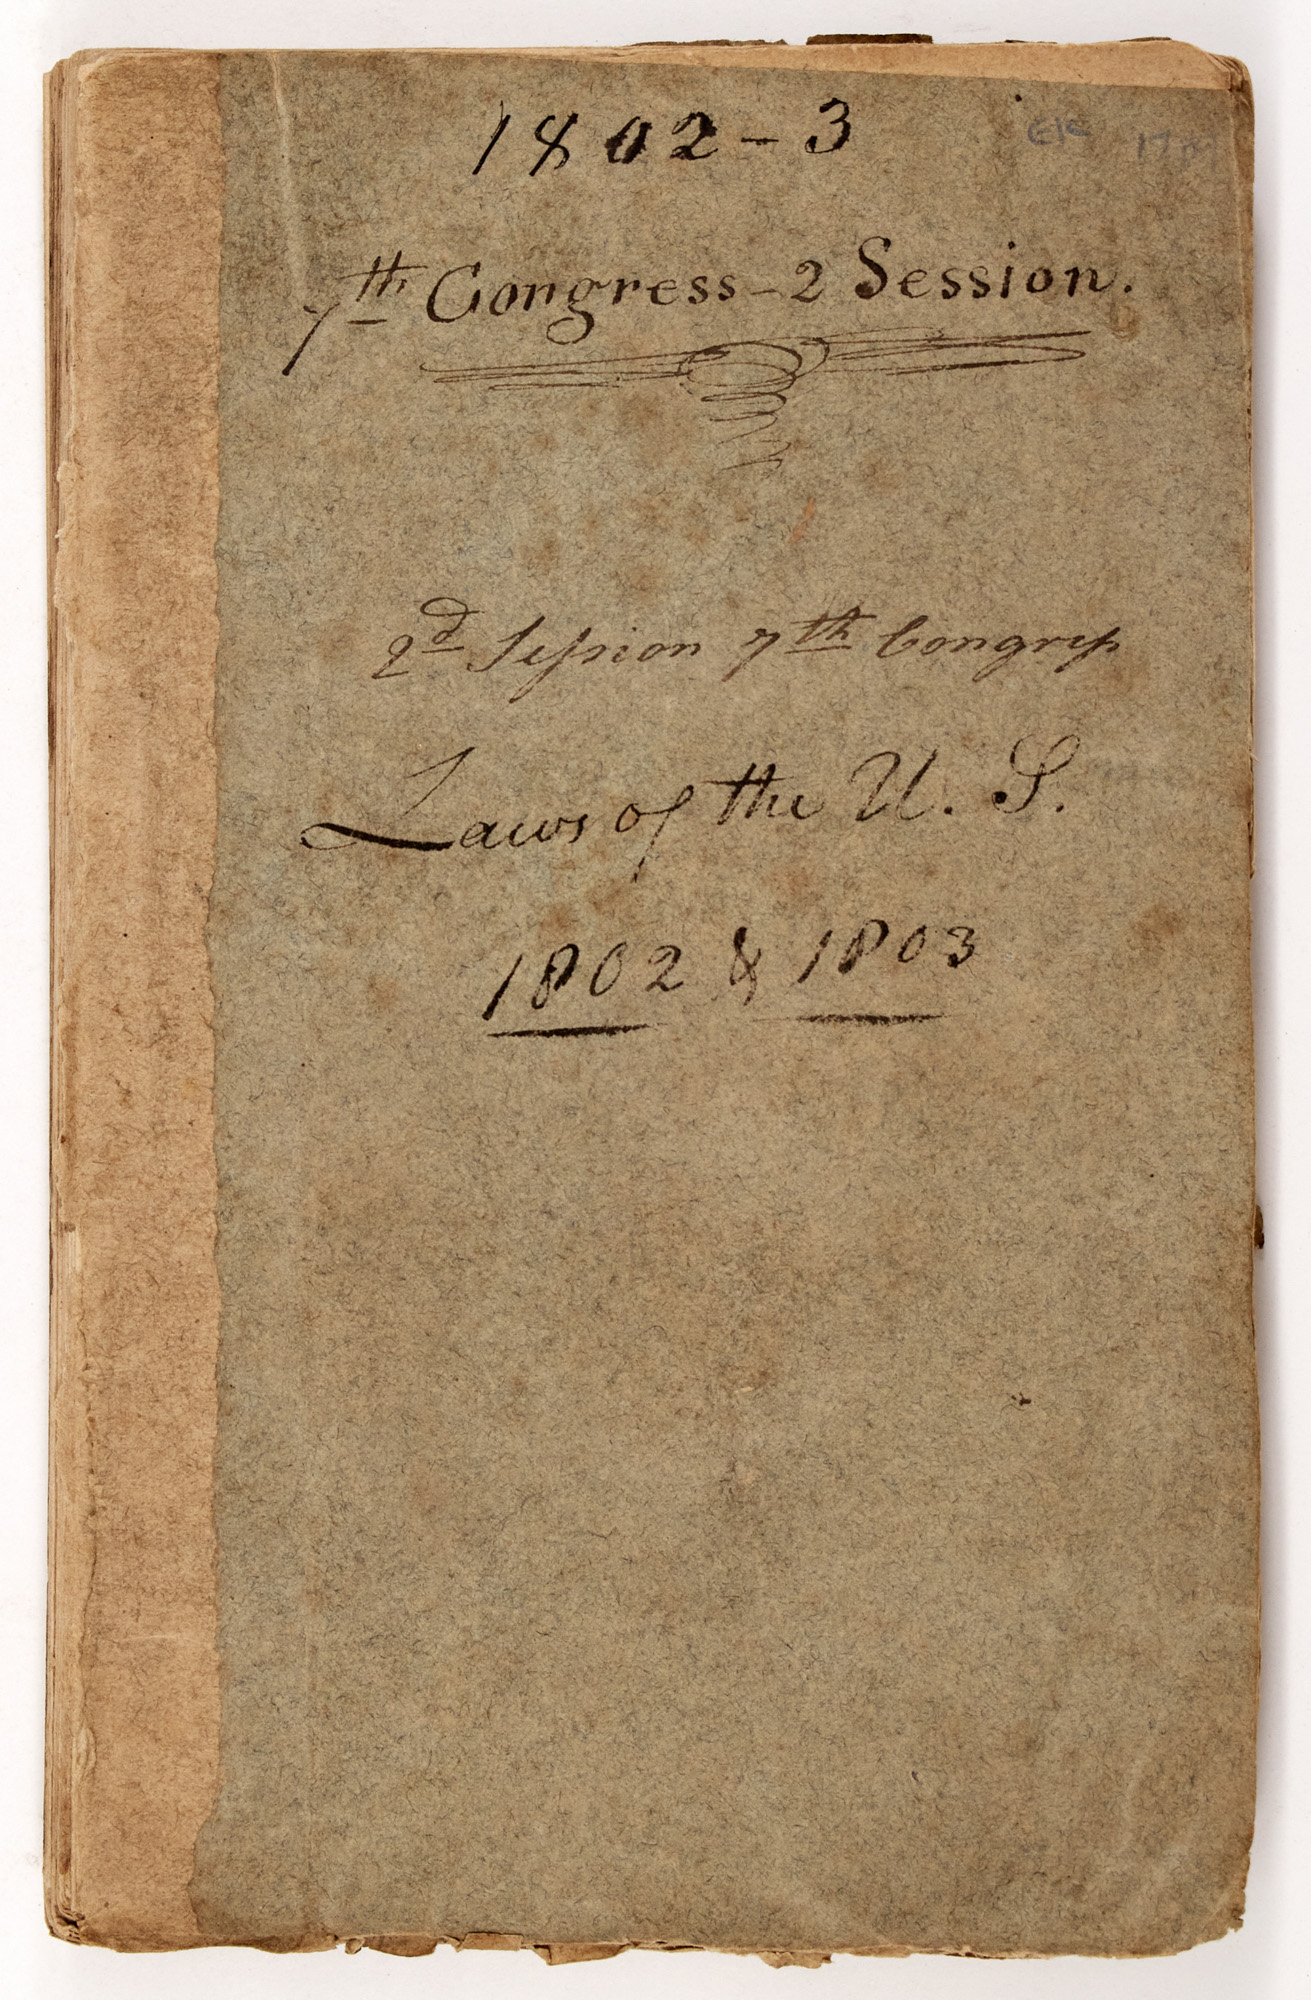 1802-3
7th Congress - 2 Session.
2d Session 7th Congress
Laws of the U. S.
1802 & 1803